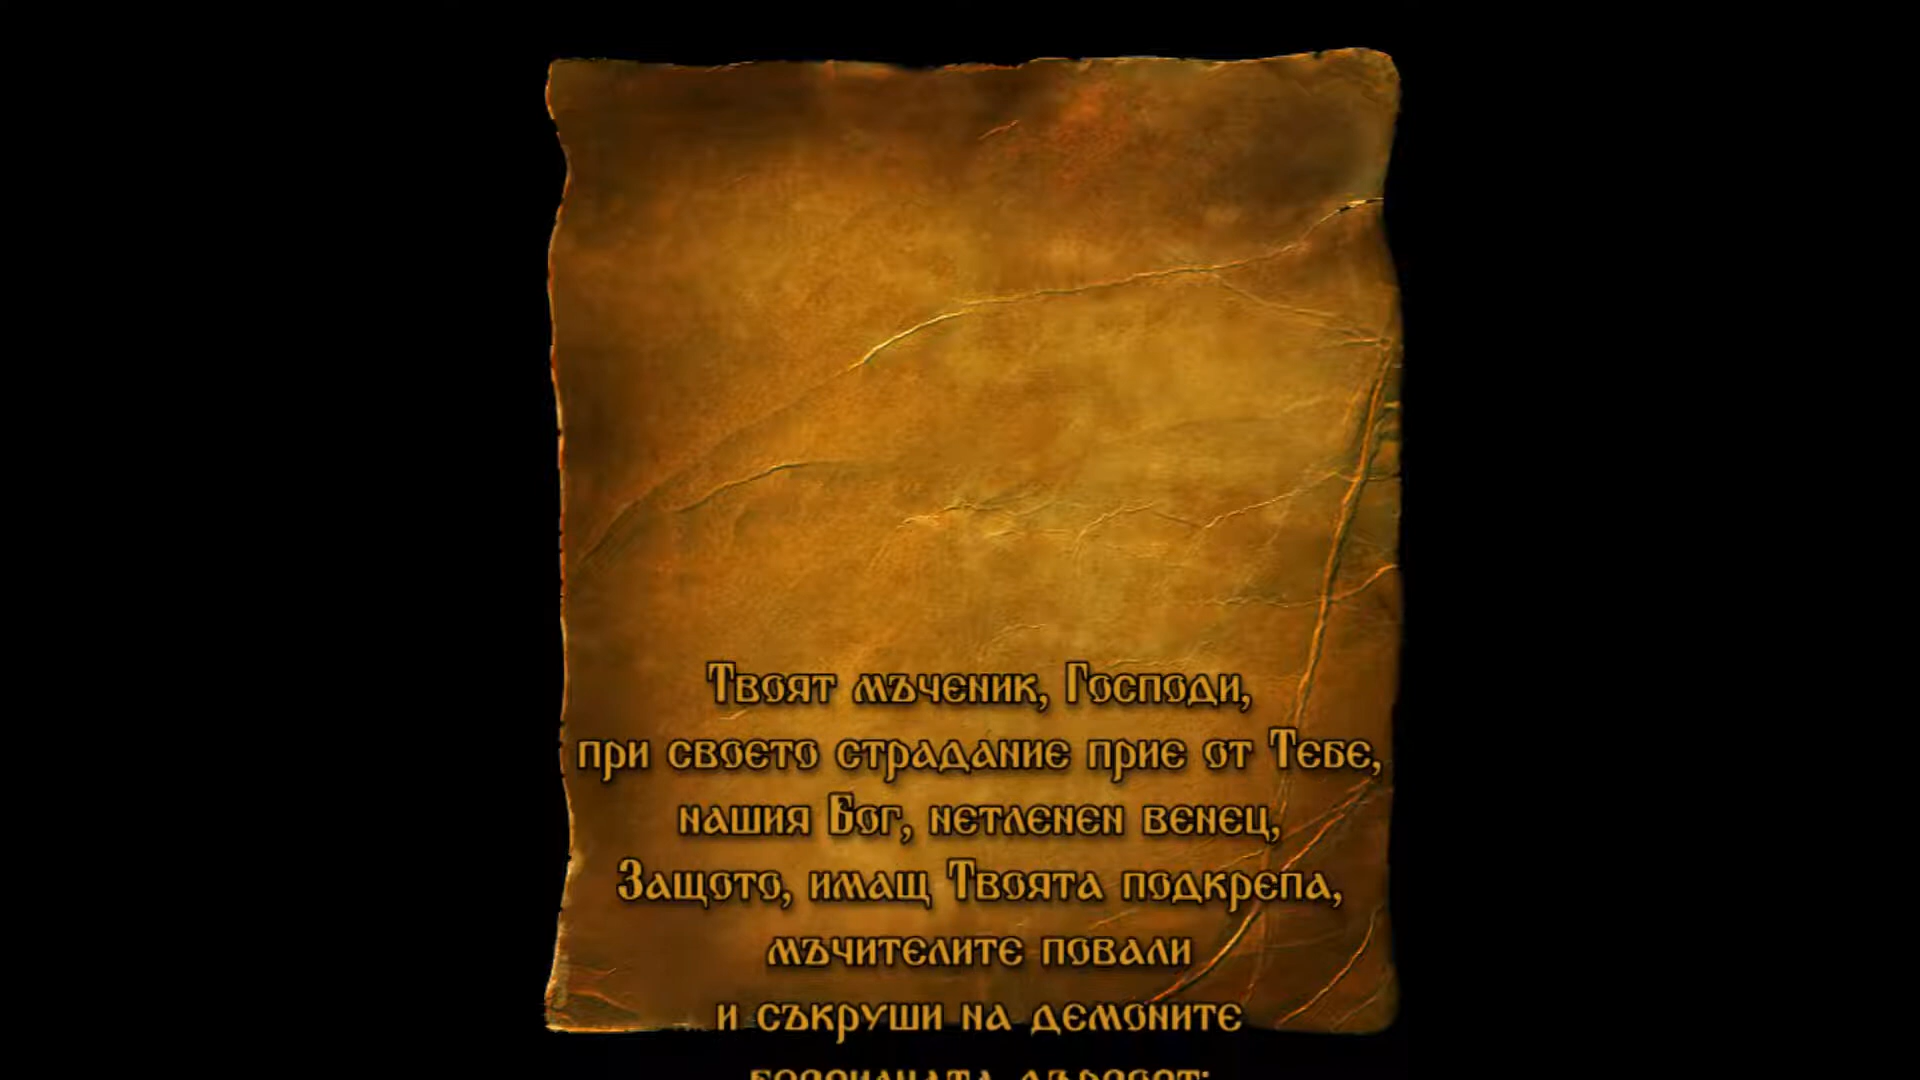 Твоят мъченик, Господи,
при своето страдание прие от Тебе,
нашия Бог, нетленен венец,
Защото, имащ Твоята подкрепа,
мъчителите повали
и съкруши на демоните